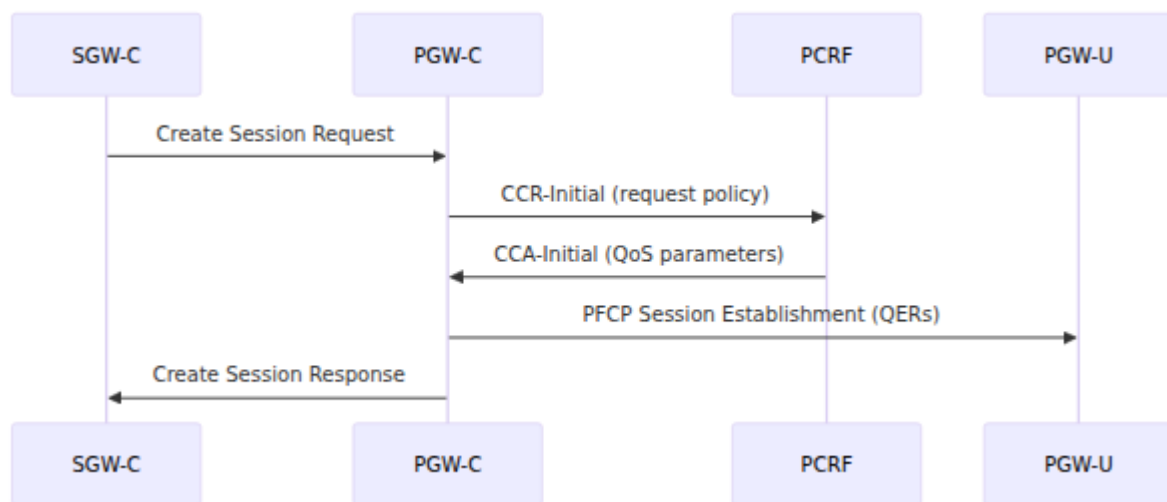 SGW-C
PGW-C
PCRF
PGW-U
Create Session Request
CCR-Initial (request policy)
CCA-Initial (QoS parameters)
PFCP Session Establishment (QERs)
Create Session Response
SGW-C
PGW-C
PCRF
PGW-U